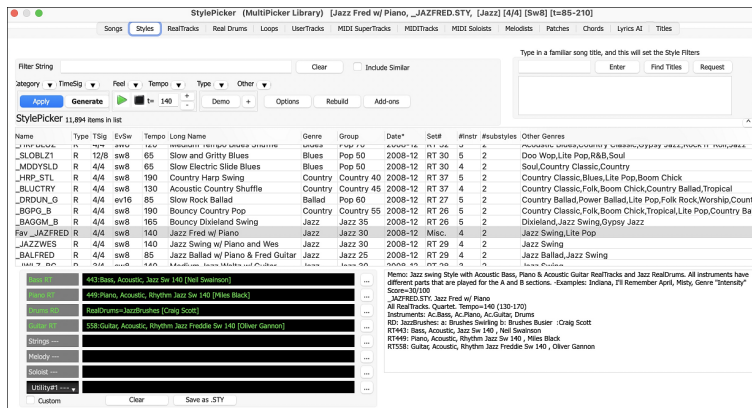 StylePicker (MultiPicker Library) [Jazz Fred w/ Piano, _JAZFRED.STY, [Jazz] [4/4] [Sw8] [t=85-210]
Songs Styles RealTracks Real Drums Loops UserTracks MIDI SuperTracks MIDITracks MIDI Soloists Melodists Patches Chords Lyrics AI Titles
Type in a familiar song title, and this will set the Style Filters
Filter String Clear Include Similar Enter Find Titles Request
Category TimeSig Feel Tempo Type Other
Apply Generate t= 140 + - Demo + Options Rebuild Add-ons
StylePicker 11,894 items in list
Name Type TSig EvSw Tempo Long Name Genre Group Date* Set# #instr #substyles Other Genres
_SLOBLZ1 R 12/8 sw8 65 Slow and Gritty Blues Blues Pop 50 2008-12 RT 32 5 2 Doo Wop,Lite Pop,R&B,Soul
_MDDYSLD R 4/4 sw8 65 Slow Electric Slide Blues Blues Pop 50 2008-12 RT 30 4 2 Soul,Country Classic,Country
_HRP_STL R 4/4 sw8 190 Country Harp Swing Country Country 40 2008-12 RT 37 5 2 Country Classic,Blues,Lite Pop,Boom Chick
_BLUCTRY R 4/4 sw8 130 Acoustic Country Shuffle Country Country 45 2008-12 RT 37 4 2 Country Classic,Folk,Boom Chick,Country Ballad,Tropical
_DRDUN_G R 4/4 ev16 85 Slow Rock Ballad Ballad Pop 60 2008-12 RT 27 5 2 Country Ballad,Power Ballad,Lite Pop,Folk Rock,Worship,Count
_BGPG_B R 4/4 sw8 190 Bouncy Country Pop Country Country 55 2008-12 RT 26 5 2 Country Classic,Folk,Boom Chick,Tropical,Lite Pop,Country Ba
_BAGGM_B R 4/4 sw8 165 Bouncy Dixieland Swing Jazz Jazz 35 2008-12 RT 26 5 2 Dixieland,Jazz Swing,Gypsy Jazz
Fav _JAZFRED R 4/4 sw8 140 Jazz Fred w/ Piano Jazz Jazz 30 2008-12 Misc. 4 2 Jazz Swing,Lite Pop
_JAZZWES R 4/4 sw8 140 Jazz Swing w/ Piano and Wes Jazz Jazz 30 2008-12 RT 29 4 2 Jazz Swing
_BALFRED R 4/4 sw8 85 Jazz Ballad w/ Piano & Fred Guitar Jazz Jazz 25 2008-12 RT 29 4 2 Jazz Ballad,Jazz Swing
Bass RT 443:Bass, Acoustic, Jazz Sw 140 [Neil Swainson] ...
Piano RT 449:Piano, Acoustic, Rhythm Jazz Sw 140 [Miles Black] ...
Drums RD RealDrums=JazzBrushes [Craig Scott] ...
Guitar RT 558:Guitar, Acoustic, Rhythm Jazz Freddie Sw 140 [Oliver Gannon] ...
Strings --- ...
Melody --- ...
Soloist --- ...
Utility#1 --- ...
Custom Clear Save as .STY
Memo: Jazz swing Style with Acoustic Bass, Piano & Acoustic Guitar RealTracks and Jazz RealDrums. All instruments have
different parts that are played for the A and B sections. -Examples: Indiana, I'll Remember April, Misty, Genre "Intensity"
Score=30/100
_JAZFRED.STY. Jazz Fred w/ Piano
All RealTracks. Quartet. Tempo=140 (130-170)
Instruments: Ac.Bass, Ac.Piano, Ac.Guitar, Drums
RD: JazzBrushes: a: Brushes Swirling b: Brushes Busier :Craig Scott
RT443: Bass, Acoustic, Jazz Sw 140 , Neil Swainson
RT449: Piano, Acoustic, Rhythm Jazz Sw 140 , Miles Black
RT558: Guitar, Acoustic, Rhythm Jazz Freddie Sw 140 , Oliver Gannon